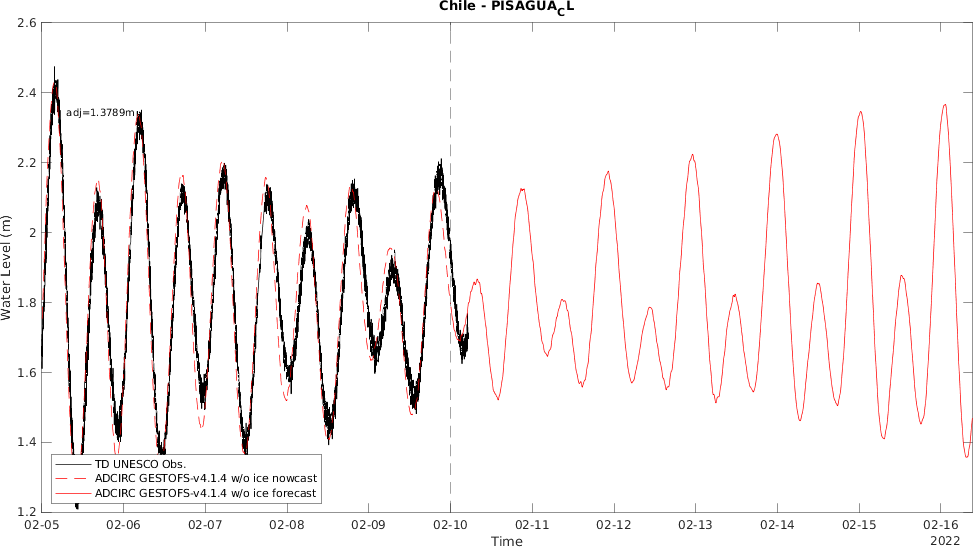 Chile - PISAGUA_CL
2.6
2.4
2.2
2
1.8
1.6
1.4
1.2
Water Level (m)
adj=1.3789m
TD UNESCO Obs.
ADCIRC GESTOFS-v4.1.4 w/o ice nowcast
ADCIRC GESTOFS-v4.1.4 w/o ice forecast
02-05 02-06 02-07 02-08 02-09 02-10 02-11 02-12 02-13 02-14 02-15 02-16
Time
2022